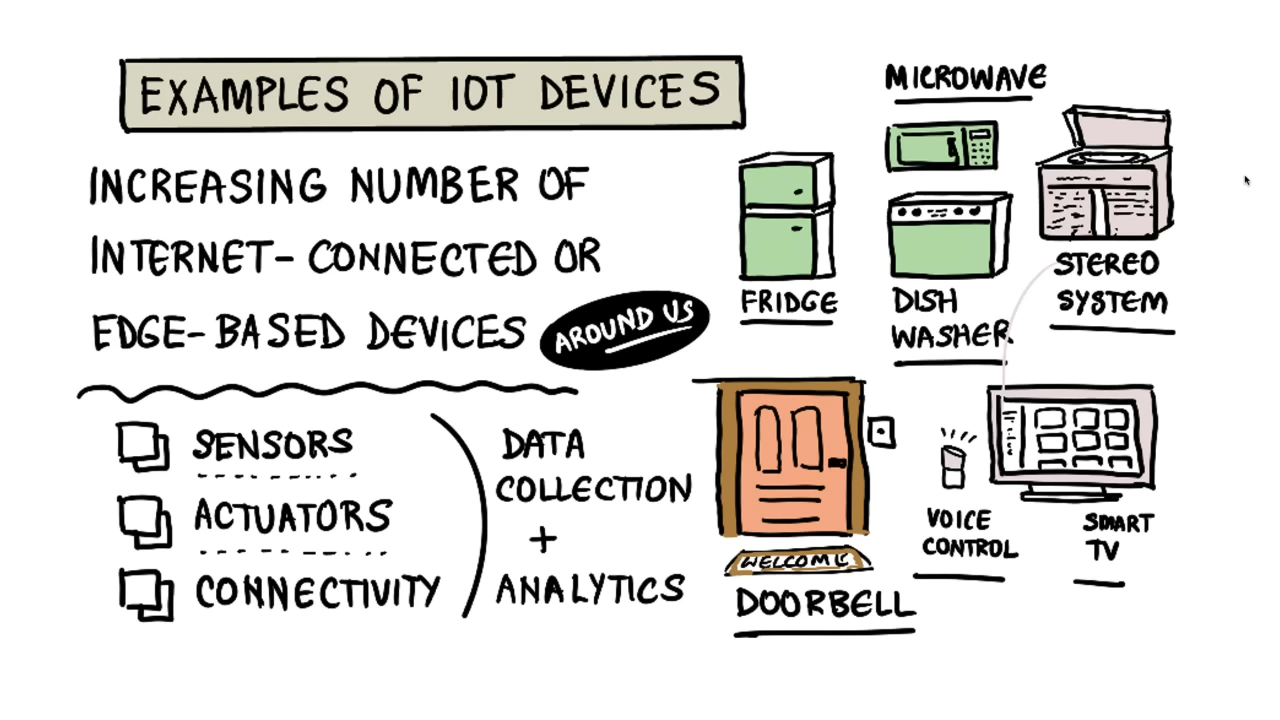 EXAMPLES OF IOT DEVICES
INCREASING NUMBER OF
INTERNET-CONNECTED OR
EDGE-BASED DEVICES AROUND US
SENSORS
ACTUATORS
CONNECTIVITY
DATA
COLLECTION
+
ANALYTICS
MICROWAVE
FRIDGE
DISH
WASHER
STEREO
SYSTEM
WELCOME
DOORBELL
VOICE
CONTROL
SMART
TV